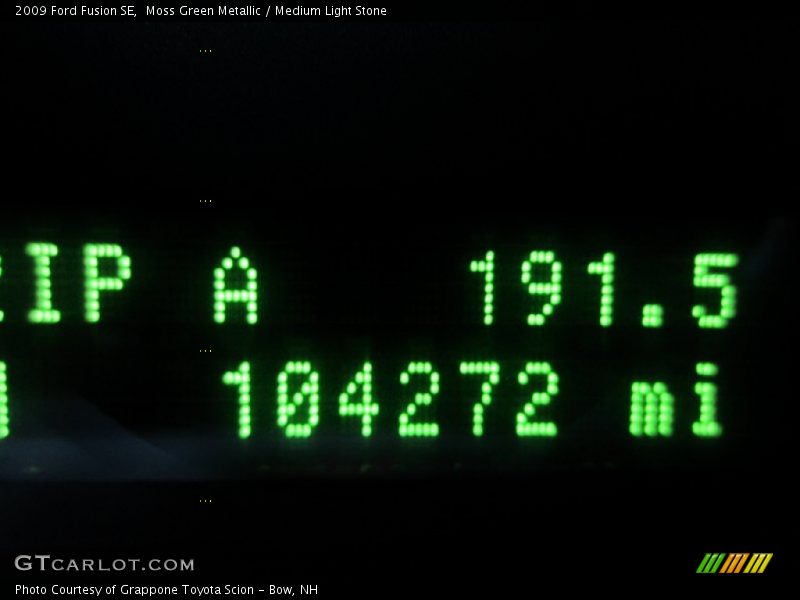 2009 Ford Fusion SE,  Moss Green Metallic / Medium Light Stone
...
...
IP A 191.5
...
104272 mi
...
GTCARLOT.COM
Photo Courtesy of Grappone Toyota Scion - Bow, NH